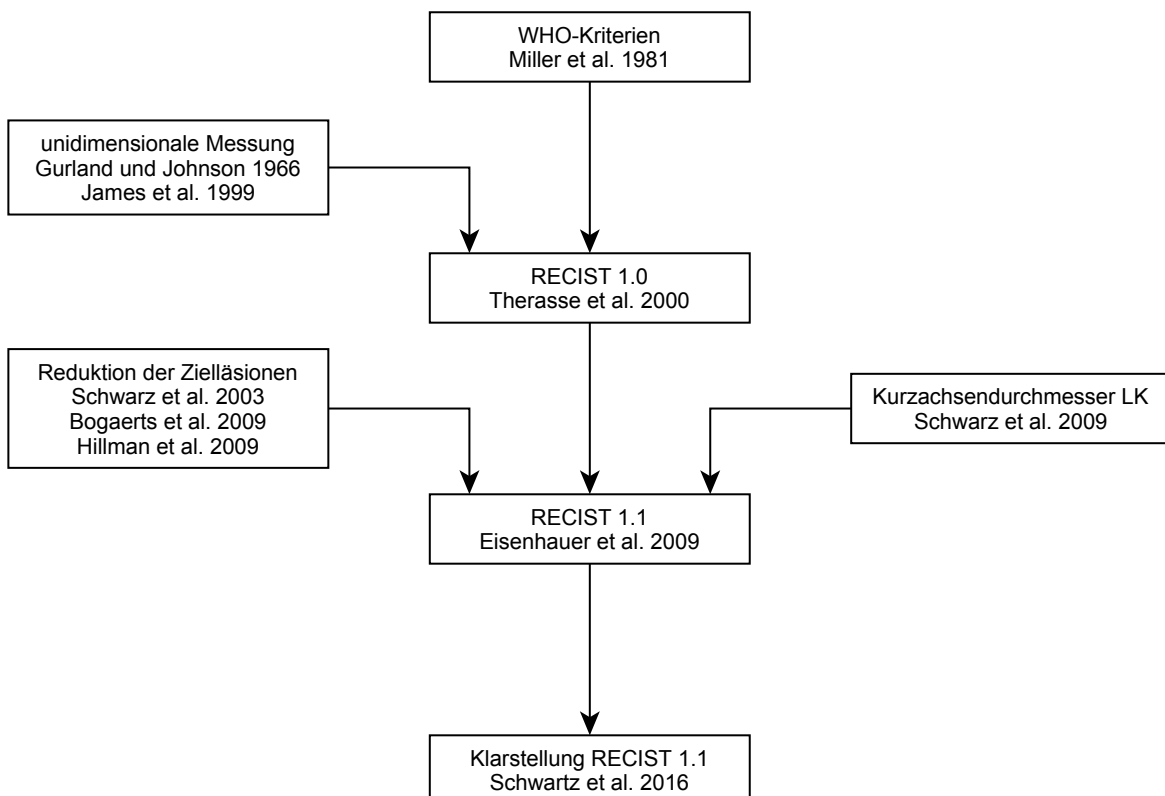 WHO-Kriterien
Miller et al. 1981
unidimensionale Messung
Gurland und Johnson 1966
James et al. 1999
RECIST 1.0
Therasse et al. 2000
Reduktion der Zielläsionen
Schwarz et al. 2003
Bogaerts et al. 2009
Hillman et al. 2009
Kurzachsendurchmesser LK
Schwarz et al. 2009
RECIST 1.1
Eisenhauer et al. 2009
Klarstellung RECIST 1.1
Schwartz et al. 2016